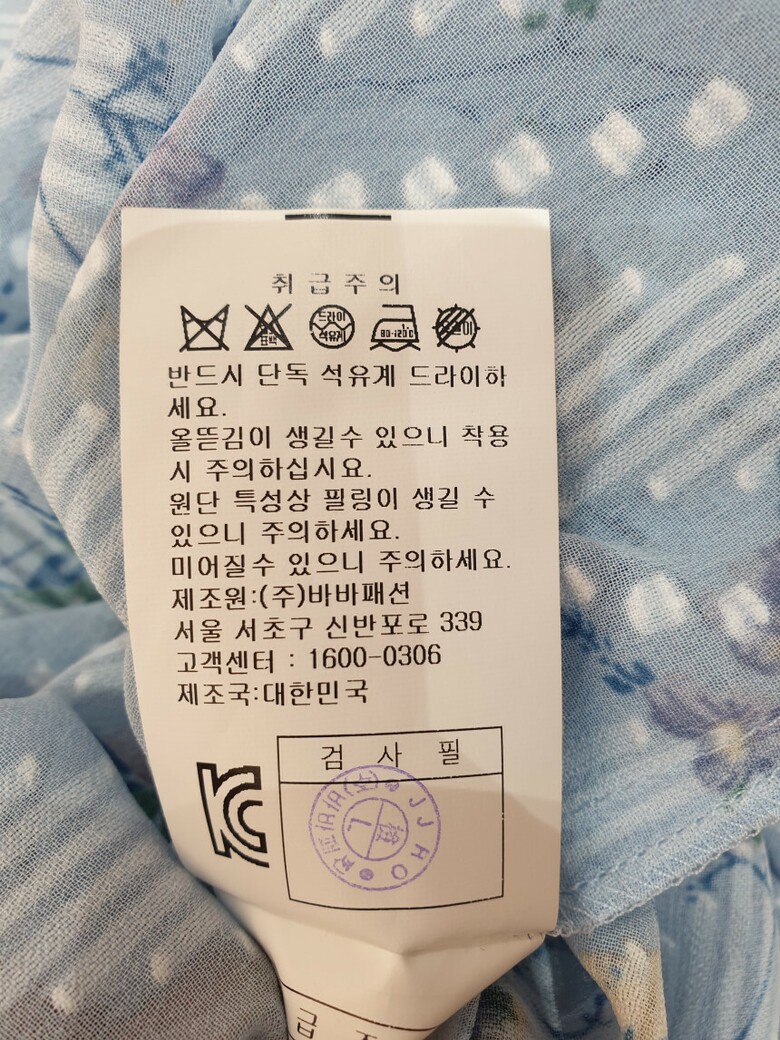 취급주의
표백
드라이
석유계
80-120℃
반드시 단독 석유계 드라이하
세요.
올뜯김이 생길수 있으니 착용
시 주의하십시요.
원단 특성상 필링이 생길 수
있으니 주의하세요.
미어질수 있으니 주의하세요.
제조원:(주)바바패션
서울 서초구 신반포로 339
고객센터 : 1600-0306
제조국:대한민국
검 사 필
KC
JJHO
급